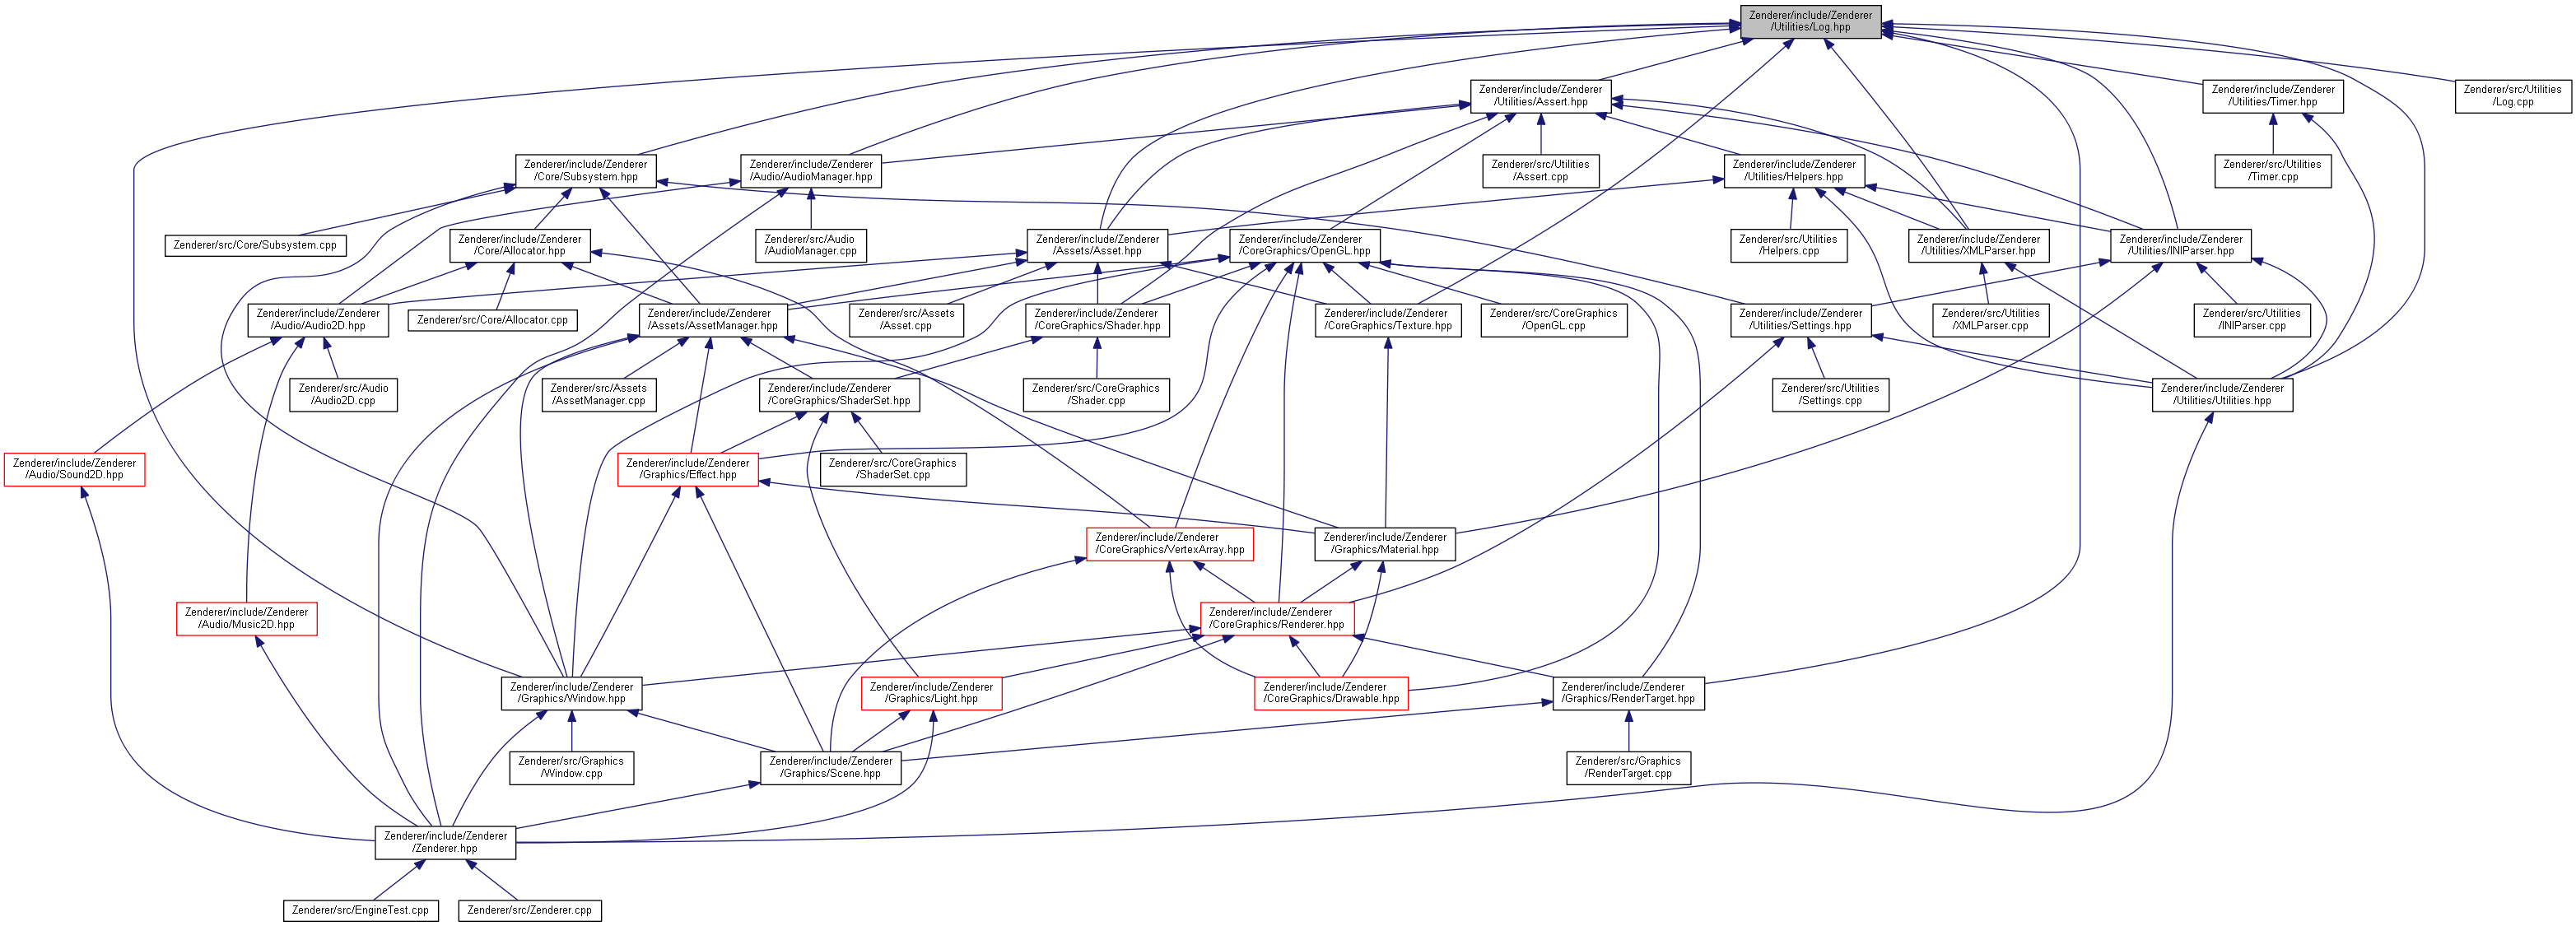 Zenderer/include/Zenderer
/Utilities/Log.hpp
Zenderer/include/Zenderer
/Utilities/Assert.hpp
Zenderer/include/Zenderer
/Utilities/Timer.hpp
Zenderer/src/Utilities
/Log.cpp
Zenderer/include/Zenderer
/Core/Subsystem.hpp
Zenderer/include/Zenderer
/Audio/AudioManager.hpp
Zenderer/src/Utilities
/Assert.cpp
Zenderer/include/Zenderer
/Utilities/Helpers.hpp
Zenderer/src/Utilities
/Timer.cpp
Zenderer/src/Core/Subsystem.cpp
Zenderer/include/Zenderer
/Core/Allocator.hpp
Zenderer/src/Audio
/AudioManager.cpp
Zenderer/include/Zenderer
/Assets/Asset.hpp
Zenderer/include/Zenderer
/CoreGraphics/OpenGL.hpp
Zenderer/src/Utilities
/Helpers.cpp
Zenderer/include/Zenderer
/Utilities/XMLParser.hpp
Zenderer/include/Zenderer
/Utilities/INIParser.hpp
Zenderer/include/Zenderer
/Audio/Audio2D.hpp
Zenderer/src/Core/Allocator.cpp
Zenderer/include/Zenderer
/Assets/AssetManager.hpp
Zenderer/src/Assets
/Asset.cpp
Zenderer/include/Zenderer
/CoreGraphics/Shader.hpp
Zenderer/include/Zenderer
/CoreGraphics/Texture.hpp
Zenderer/src/CoreGraphics
/OpenGL.cpp
Zenderer/include/Zenderer
/Utilities/Settings.hpp
Zenderer/src/Utilities
/XMLParser.cpp
Zenderer/src/Utilities
/INIParser.cpp
Zenderer/src/Audio
/Audio2D.cpp
Zenderer/src/Assets
/AssetManager.cpp
Zenderer/include/Zenderer
/CoreGraphics/ShaderSet.hpp
Zenderer/src/CoreGraphics
/Shader.cpp
Zenderer/src/Utilities
/Settings.cpp
Zenderer/include/Zenderer
/Utilities/Utilities.hpp
Zenderer/include/Zenderer
/Audio/Sound2D.hpp
Zenderer/include/Zenderer
/Graphics/Effect.hpp
Zenderer/src/CoreGraphics
/ShaderSet.cpp
Zenderer/include/Zenderer
/CoreGraphics/VertexArray.hpp
Zenderer/include/Zenderer
/Graphics/Material.hpp
Zenderer/include/Zenderer
/Audio/Music2D.hpp
Zenderer/include/Zenderer
/CoreGraphics/Renderer.hpp
Zenderer/include/Zenderer
/Graphics/Window.hpp
Zenderer/include/Zenderer
/Graphics/Light.hpp
Zenderer/include/Zenderer
/CoreGraphics/Drawable.hpp
Zenderer/include/Zenderer
/Graphics/RenderTarget.hpp
Zenderer/src/Graphics
/Window.cpp
Zenderer/include/Zenderer
/Graphics/Scene.hpp
Zenderer/src/Graphics
/RenderTarget.cpp
Zenderer/include/Zenderer
/Zenderer.hpp
Zenderer/src/EngineTest.cpp
Zenderer/src/Zenderer.cpp